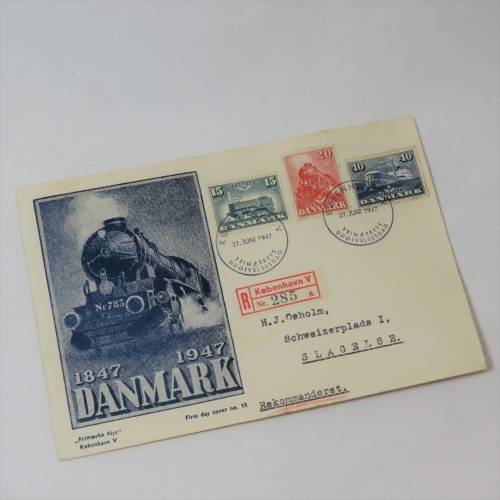 15
DANMARK
20
DANMARK
40
40
DANMARK
27. JUNI 1947
FRIMÆRKETS
UDGIVELSESDAG
27. JUNI 1947
FRIMÆRKETS
UDGIVELSESDAG
R København V
Nr. 285 A
H.J.Osholm,
Schweizerplads I,
SLAGELSE.
Rekommanderet.
Nr 785
1847 1947
DANMARK
First day cover no. 15
„Frimærke Nyt"
København V